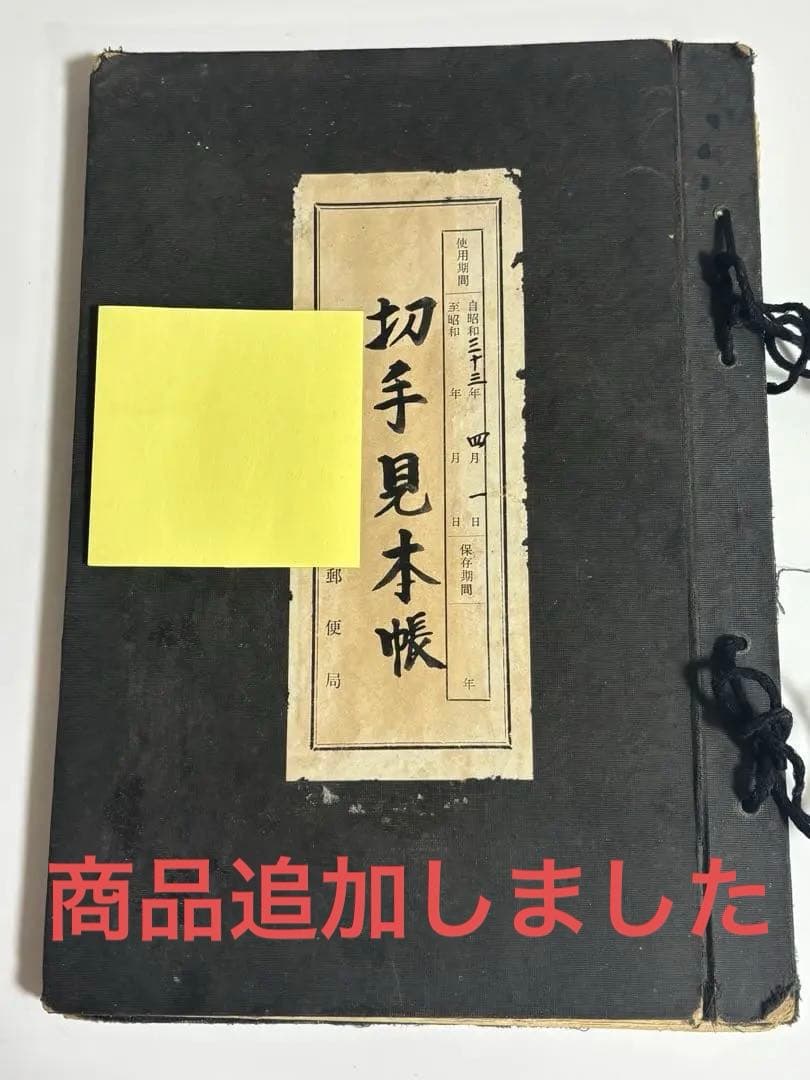 使用期間
自昭和三十三年四月一日
至昭和 年 月 日
保存期間 年
切手見本帳
郵便局
商品追加しました